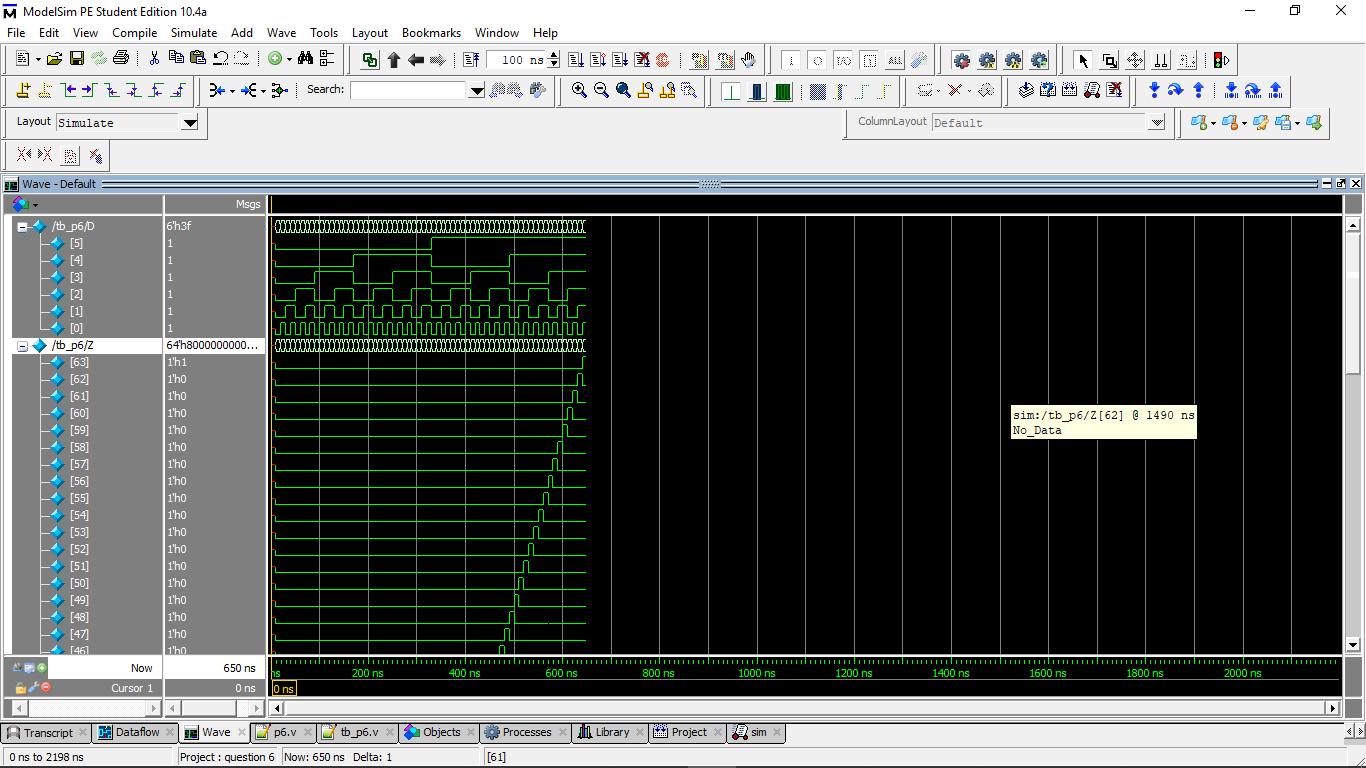 ModelSim PE Student Edition 10.4a
File Edit View Compile Simulate Add Wave Tools Layout Bookmarks Window Help
100 ns
ALL
Search:
Layout Simulate
ColumnLayout Default
Wave - Default
Msgs
/tb_p6/D 6'h3f
[5] 1
[4] 1
[3] 1
[2] 1
[1] 1
[0] 1
/tb_p6/Z 64'h8000000000...
[63] 1'h1
[62] 1'h0
[61] 1'h0
[60] 1'h0
[59] 1'h0
[58] 1'h0
[57] 1'h0
[56] 1'h0
[55] 1'h0
[54] 1'h0
[53] 1'h0
[52] 1'h0
[51] 1'h0
[50] 1'h0
[49] 1'h0
[48] 1'h0
[47] 1'h0
[46] 1'h0
sim:/tb_p6/Z[62] @ 1490 ns
No_Data
Now 650 ns
ns 200 ns 400 ns 600 ns 800 ns 1000 ns 1200 ns 1400 ns 1600 ns 1800 ns 2000 ns
Cursor 1 0 ns
0 ns
Transcript Dataflow Wave p6.v tb_p6.v Objects Processes Library Project sim
0 ns to 2198 ns Project : question 6 Now: 650 ns Delta: 1 [61]